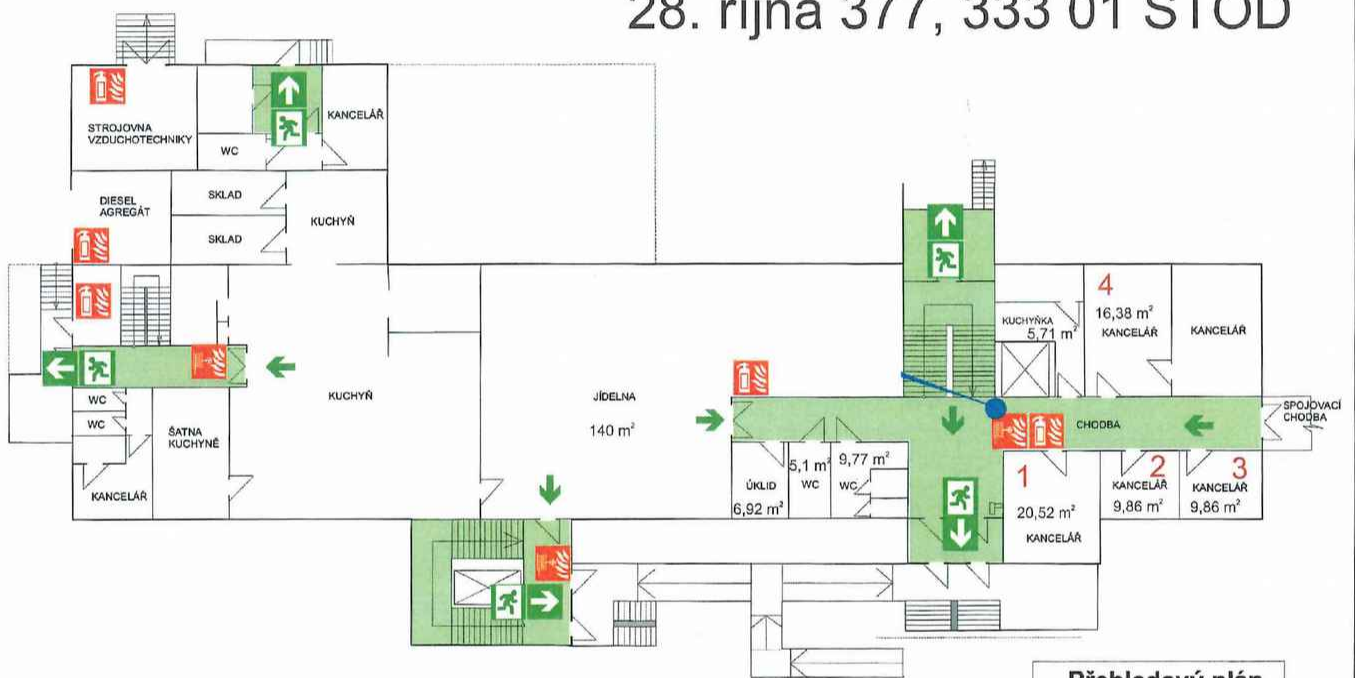 28. října 377, 333 01 STOD
STROJOVNA
VZDUCHOTECHNIKY
WC
KANCELÁŘ
DIESEL
AGREGÁT
SKLAD
SKLAD
KUCHYŇ
WC
WC
ŠATNA
KUCHYNĚ
KANCELÁŘ
KUCHYŇ
JÍDELNA
140 m²
ÚKLID
6,92 m²
5,1 m²
WC
9,77 m²
WC
KUCHYŇKA
5,71 m²
4
16,38 m²
KANCELÁŘ
KANCELÁŘ
CHODBA
SPOJOVACÍ
CHODBA
1
20,52 m²
KANCELÁŘ
2
KANCELÁŘ
9,86 m²
3
KANCELÁŘ
9,86 m²
Přehledový plán